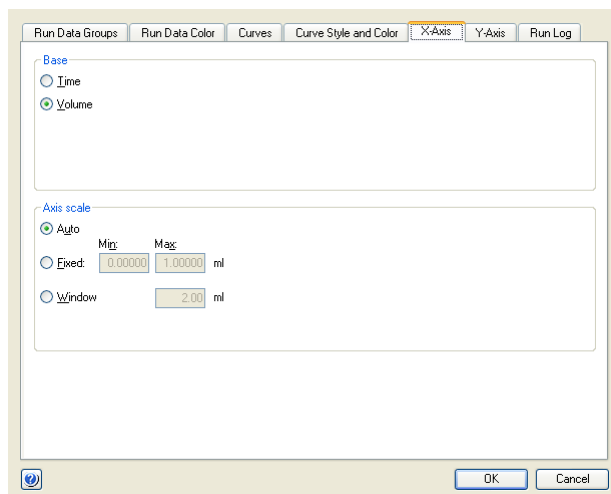 Run Data Groups Run Data Color Curves Curve Style and Color X-Axis Y-Axis Run Log
Base
Time
Volume
Axis scale
Auto
Min: Max:
Fixed: 0.00000 1.00000 ml
Window 2.00 ml
? OK Cancel